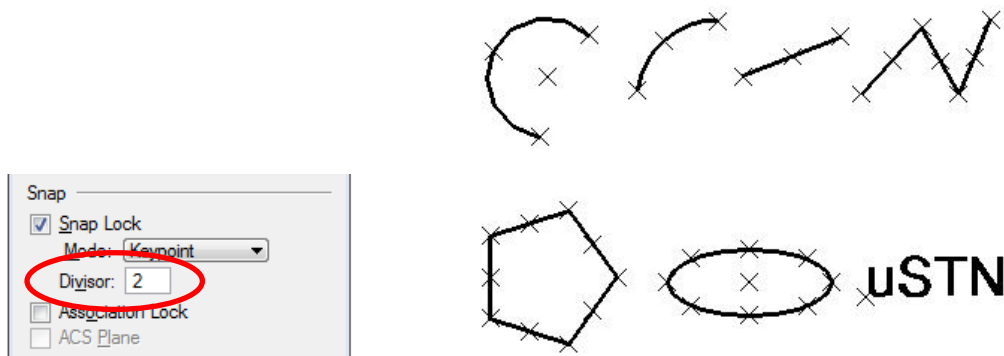 Snap
Snap Lock
Mode: Keypoint
Divisor: 2
Association Lock
ACS Plane
uSTN